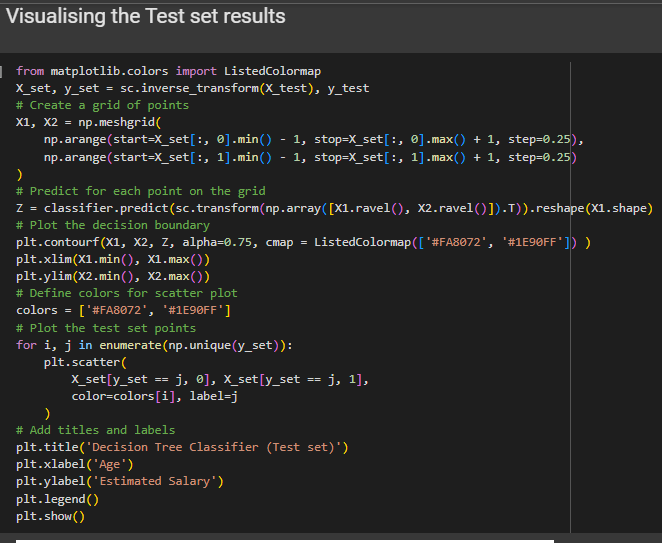 Visualising the Test set results
from matplotlib.colors import ListedColormap
X_set, y_set = sc.inverse_transform(X_test), y_test
# Create a grid of points
X1, X2 = np.meshgrid(
    np.arange(start=X_set[:, 0].min() - 1, stop=X_set[:, 0].max() + 1, step=0.25),
    np.arange(start=X_set[:, 1].min() - 1, stop=X_set[:, 1].max() + 1, step=0.25)
)
# Predict for each point on the grid
Z = classifier.predict(sc.transform(np.array([X1.ravel(), X2.ravel()]).T)).reshape(X1.shape)
# Plot the decision boundary
plt.contourf(X1, X2, Z, alpha=0.75, cmap = ListedColormap(['#FA8072', '#1E90FF']) )
plt.xlim(X1.min(), X1.max())
plt.ylim(X2.min(), X2.max())
# Define colors for scatter plot
colors = ['#FA8072', '#1E90FF']
# Plot the test set points
for i, j in enumerate(np.unique(y_set)):
    plt.scatter(
        X_set[y_set == j, 0], X_set[y_set == j, 1],
        color=colors[i], label=j
    )
# Add titles and labels
plt.title('Decision Tree Classifier (Test set)')
plt.xlabel('Age')
plt.ylabel('Estimated Salary')
plt.legend()
plt.show()